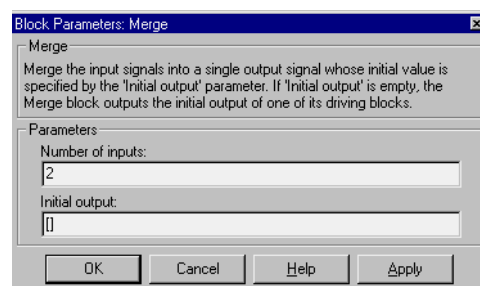 Block Parameters: Merge
Merge
Merge the input signals into a single output signal whose initial value is
specified by the 'Initial output' parameter. If 'Initial output' is empty, the
Merge block outputs the initial output of one of its driving blocks.
Parameters
Number of inputs:
2
Initial output:
[]
OK Cancel Help Apply